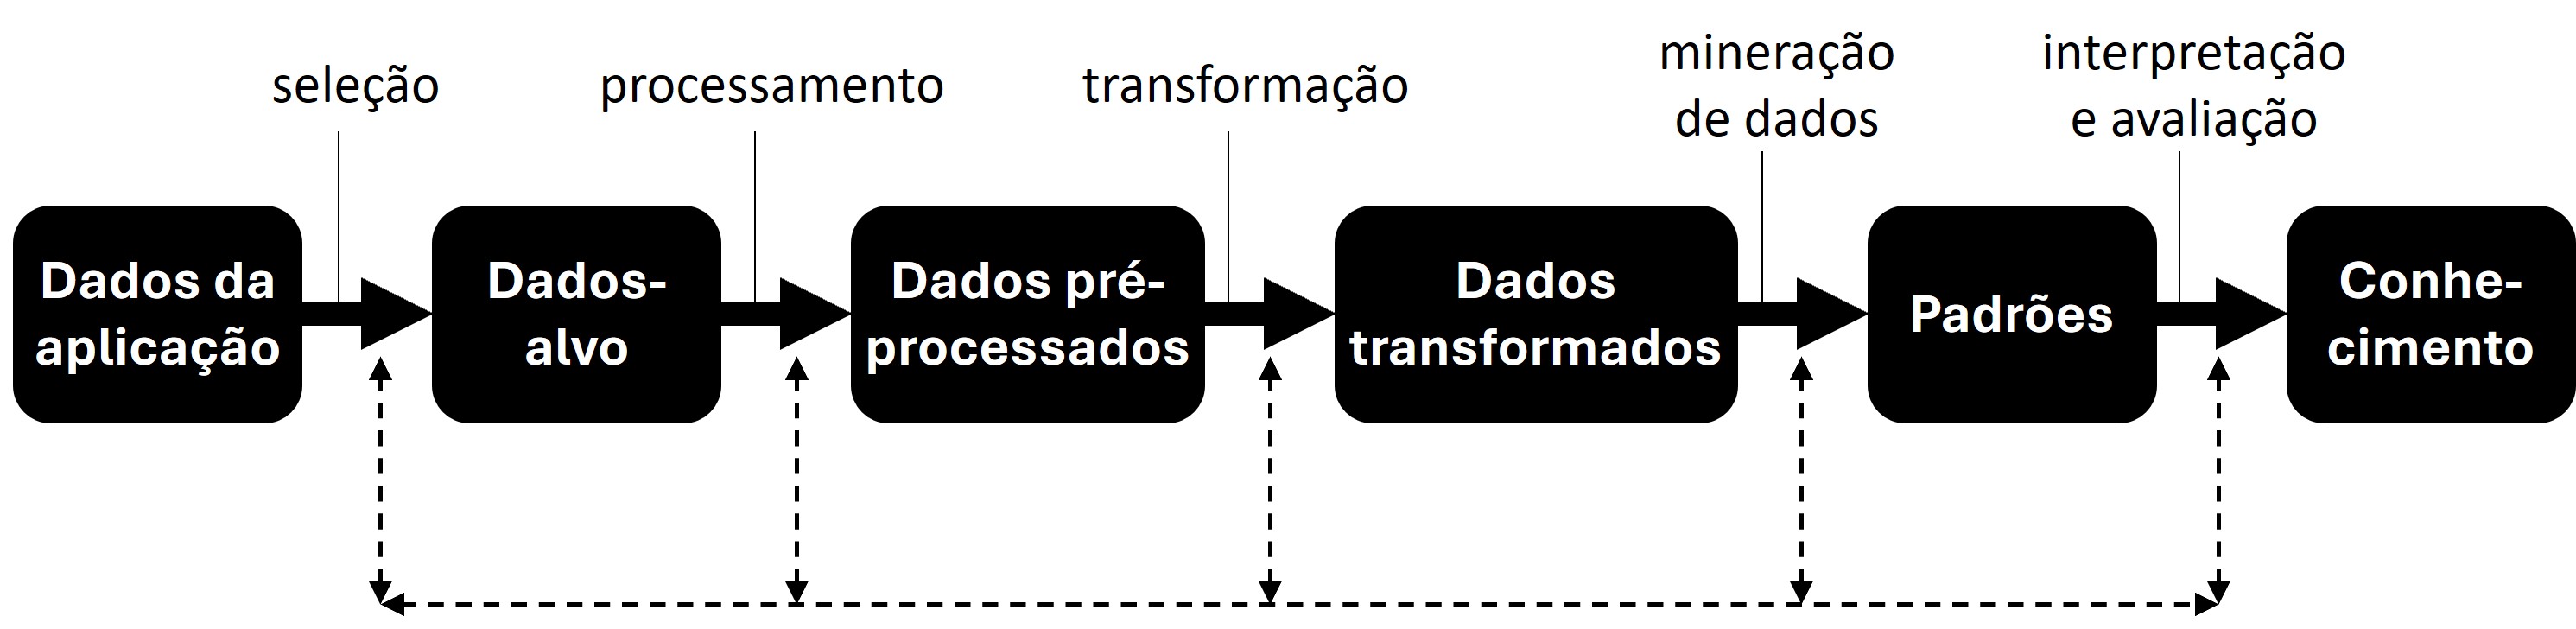 seleção
processamento
transformação
mineração
de dados
interpretação
e avaliação
Dados da
aplicação
Dados-
alvo
Dados pré-
processados
Dados
transformados
Padrões
Conhe-
cimento